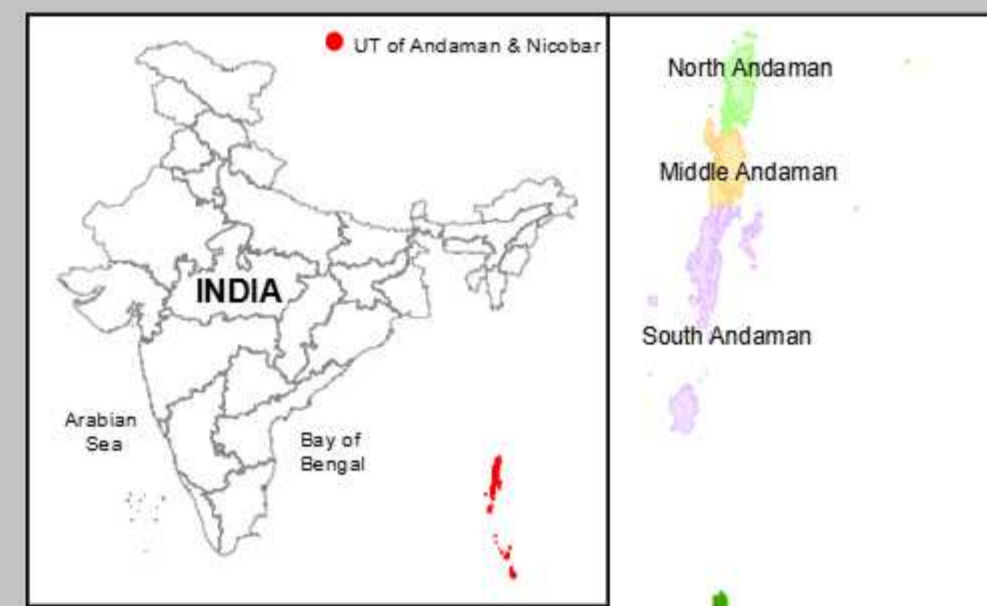 UT of Andaman & Nicobar
INDIA
Arabian
Sea
Bay of
Bengal
North Andaman
Middle Andaman
South Andaman